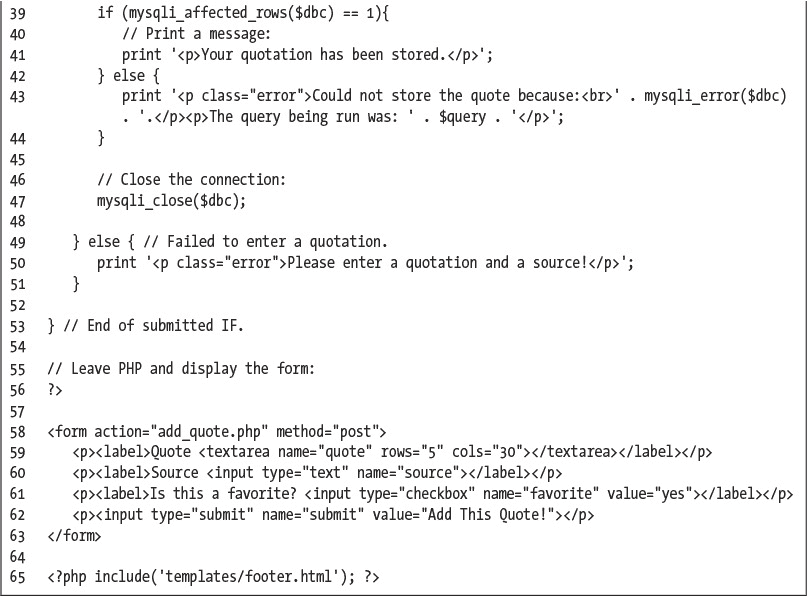 39 if (mysqli_affected_rows($dbc) == 1){
40 // Print a message:
41 print '<p>Your quotation has been stored.</p>';
42 } else {
43 print '<p class="error">Could not store the quote because:<br>' . mysqli_error($dbc)
. '.</p><p>The query being run was: ' . $query . '</p>';
44 }
45
46 // Close the connection:
47 mysqli_close($dbc);
48
49 } else { // Failed to enter a quotation.
50 print '<p class="error">Please enter a quotation and a source!</p>';
51 }
52
53 } // End of submitted IF.
54
55 // Leave PHP and display the form:
56 ?>
57
58 <form action="add_quote.php" method="post">
59 <p><label>Quote <textarea name="quote" rows="5" cols="30"></textarea></label></p>
60 <p><label>Source <input type="text" name="source"></label></p>
61 <p><label>Is this a favorite? <input type="checkbox" name="favorite" value="yes"></label></p>
62 <p><input type="submit" name="submit" value="Add This Quote!"></p>
63 </form>
64
65 <?php include('templates/footer.html'); ?>